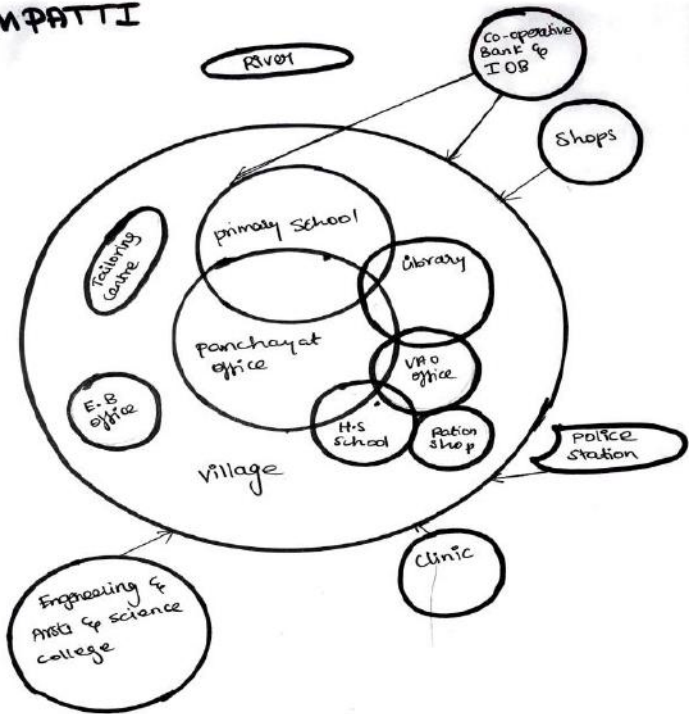 NPATTI
River
Co-operative
Bank &
IOB
Shops
primary School
Library
Tailoring
Centre
panchayat
office
VAO
office
E.B
office
H.S
School
Ration
Shop
police
Station
village
Clinic
Engineering &
Arts & science
college